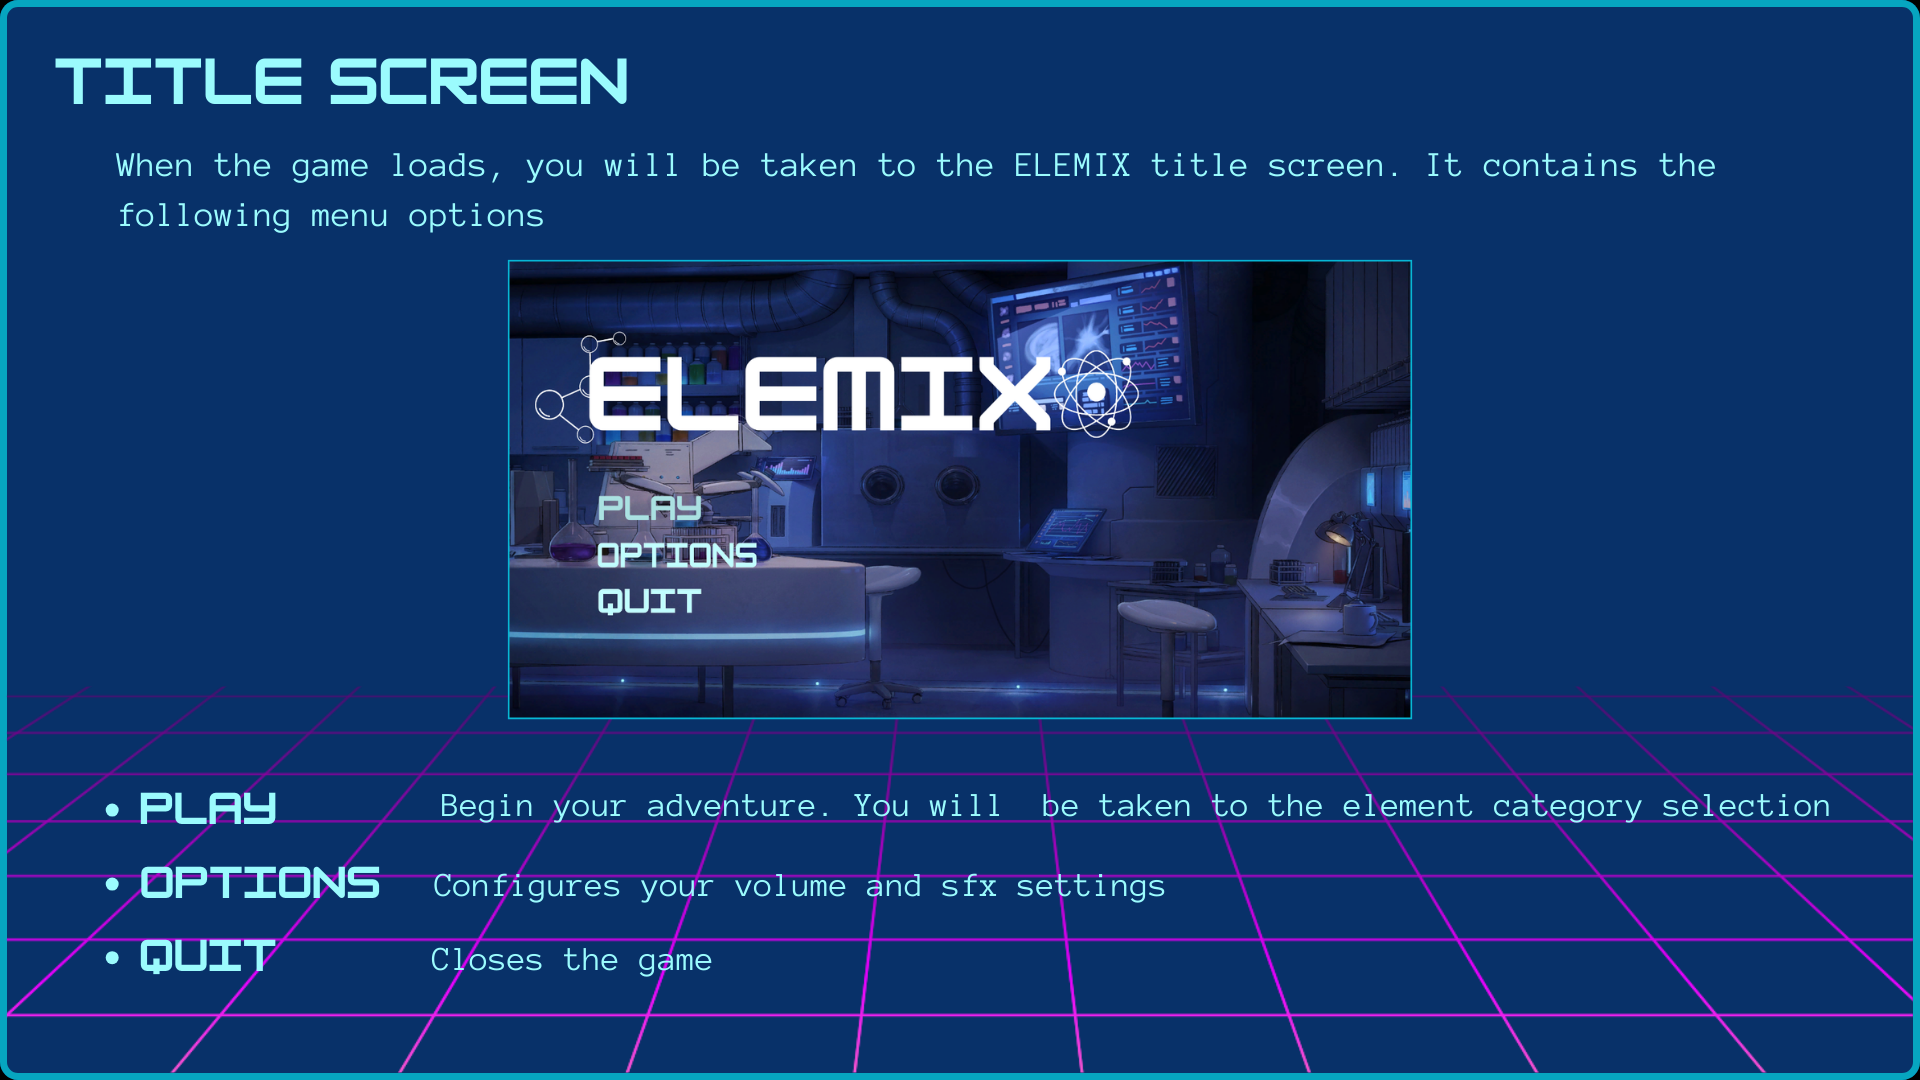 TITLE SCREEN
When the game loads, you will be taken to the ELEMIX title screen. It contains the
following menu options
ELEMIX
PLAY
OPTIONS
QUIT
• PLAY Begin your adventure. You will  be taken to the element category selection
• OPTIONS Configures your volume and sfx settings
• QUIT Closes the game